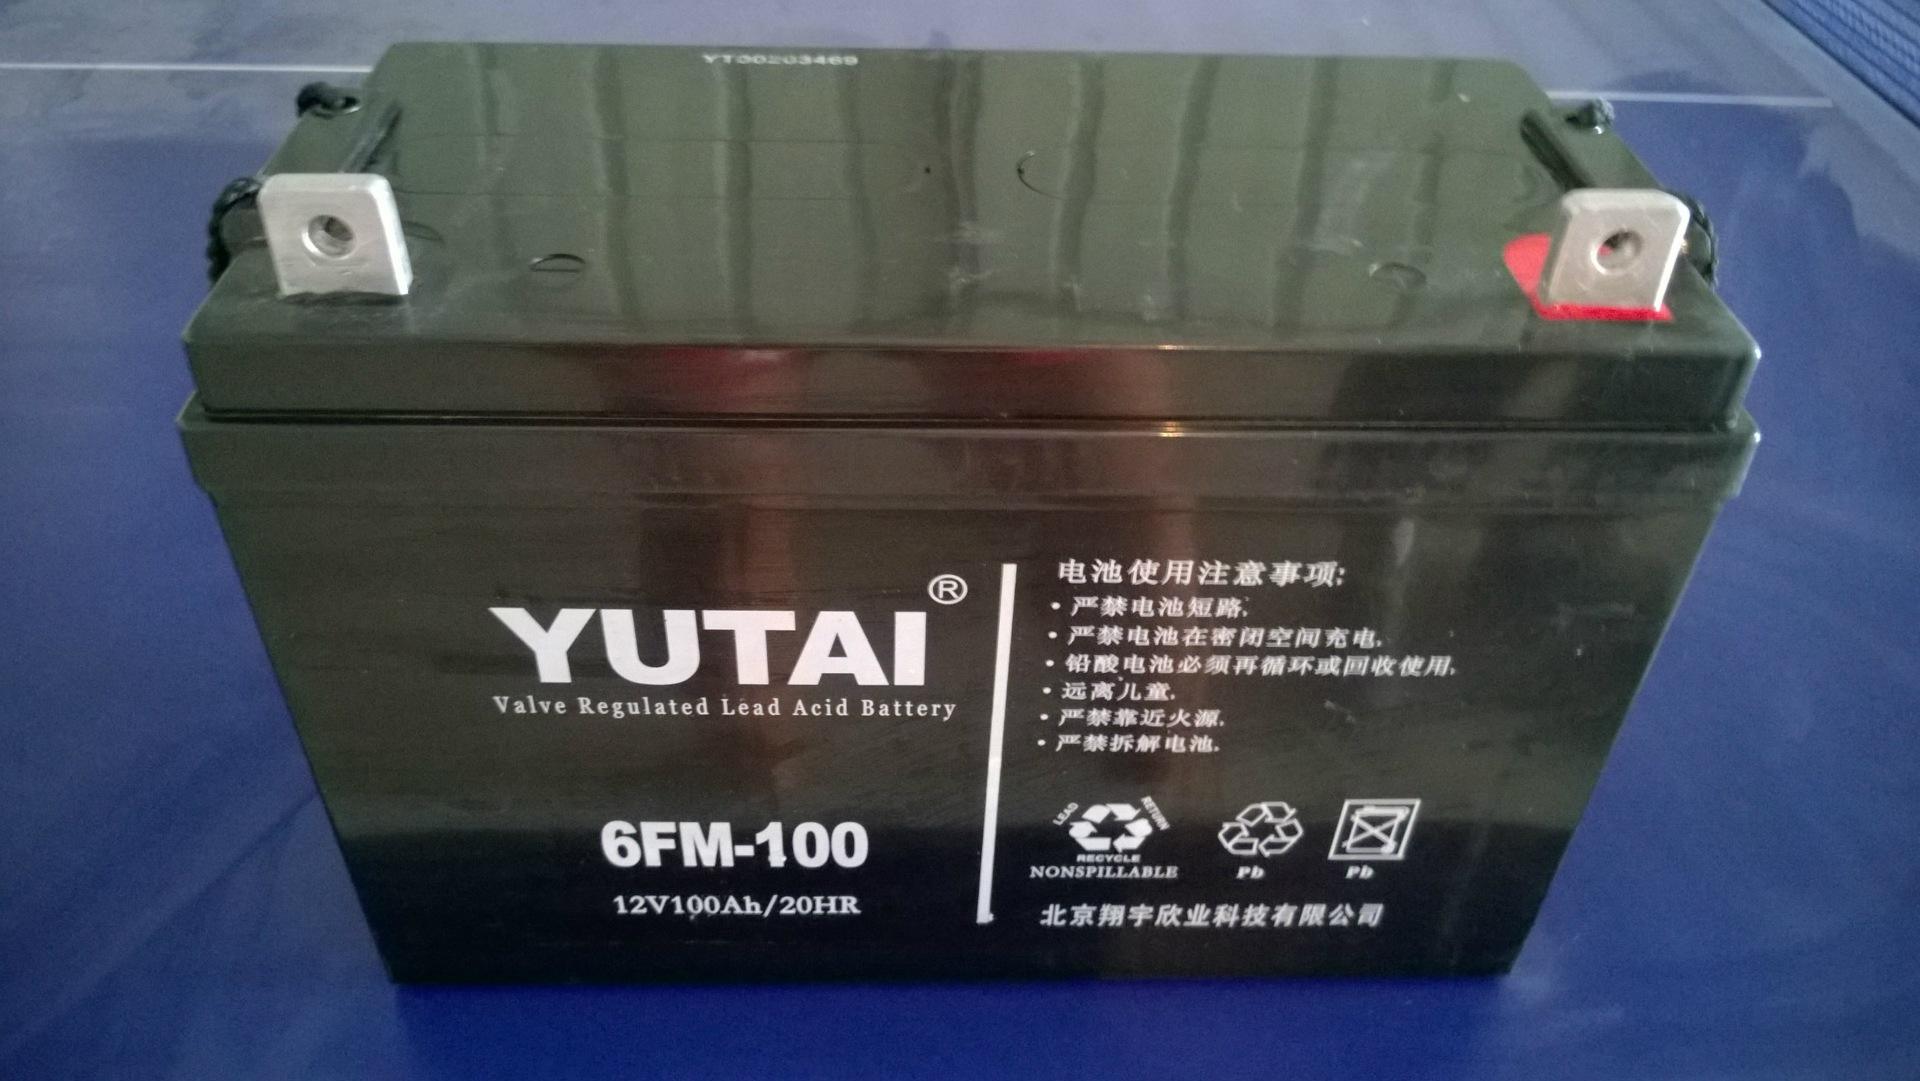 YT00203469
YUTAI®
Valve Regulated Lead Acid Battery
6FM-100
12V100Ah/20HR
电池使用注意事项:
• 严禁电池短路.
• 严禁电池在密闭空间充电.
• 铅酸电池必须再循环或回收使用.
• 远离儿童.
• 严禁靠近火源.
• 严禁拆解电池.
LEAD RETURN
RECYCLE
NONSPILLABLE
Pb
Pb
北京翔宇欣业科技有限公司